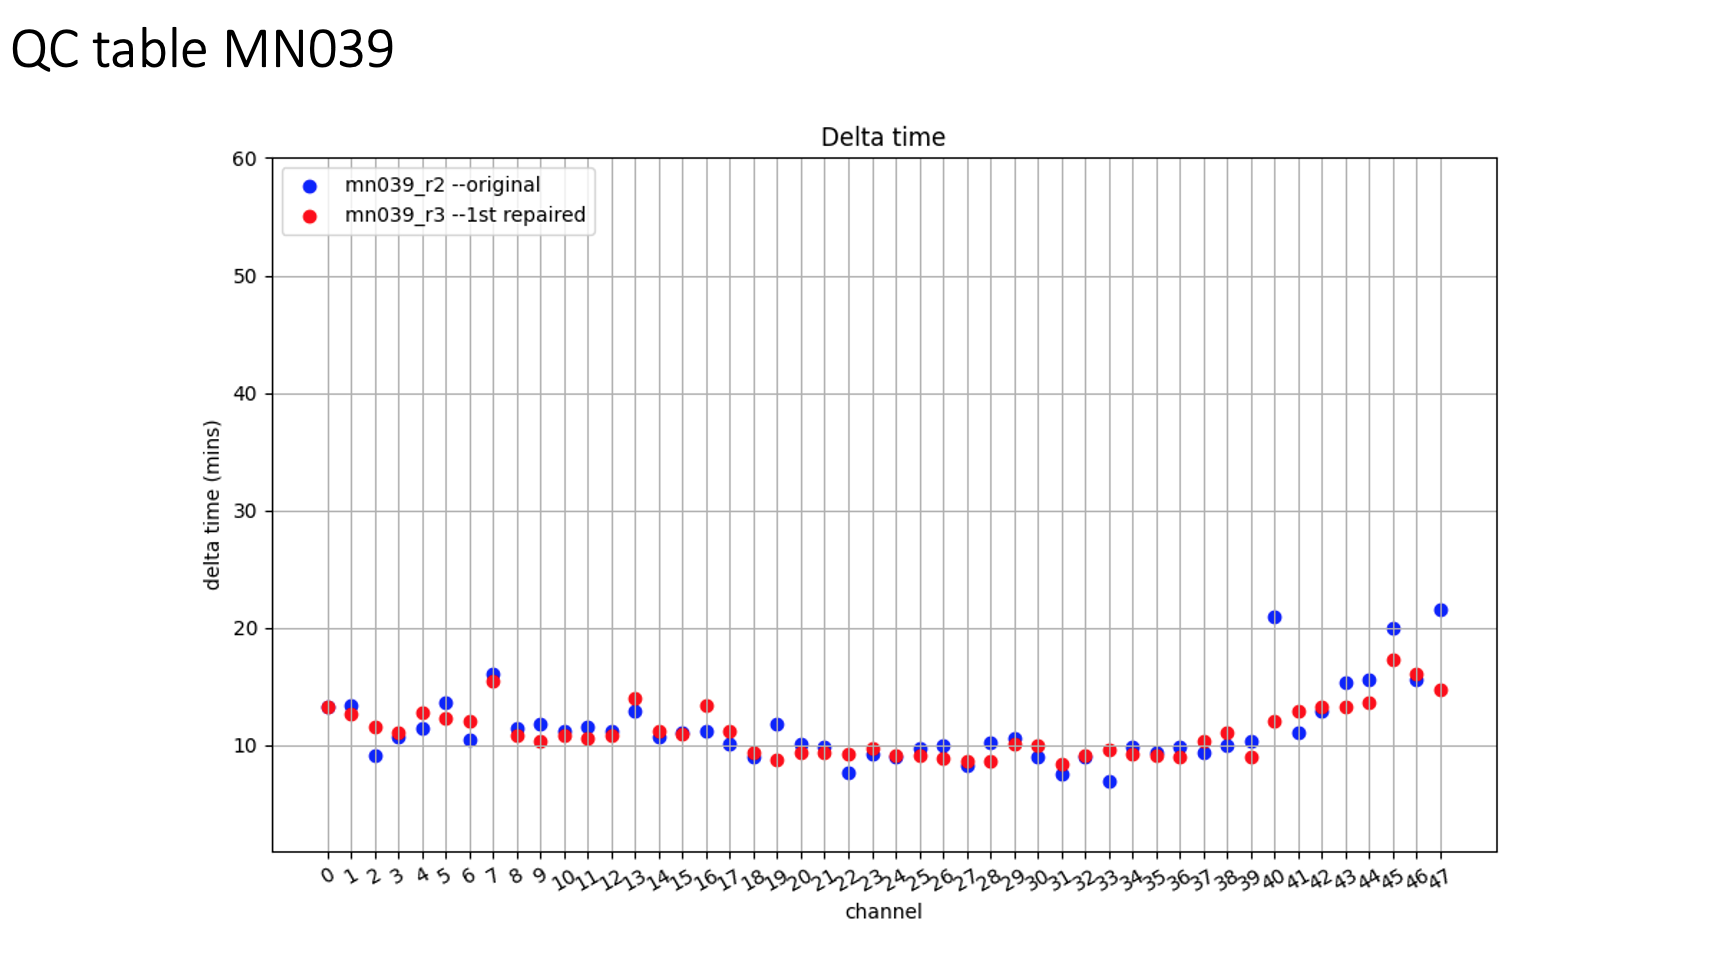 QC table MN039
Delta time
60
mn039_r2 --original
mn039_r3 --1st repaired
50
40
30
20
10
delta time (mins)
0 1 2 3 4 5 6 7 8 9 10 11 12 13 14 15 16 17 18 19 20 21 22 23 24 25 26 27 28 29 30 31 32 33 34 35 36 37 38 39 40 41 42 43 44 45 46 47
channel